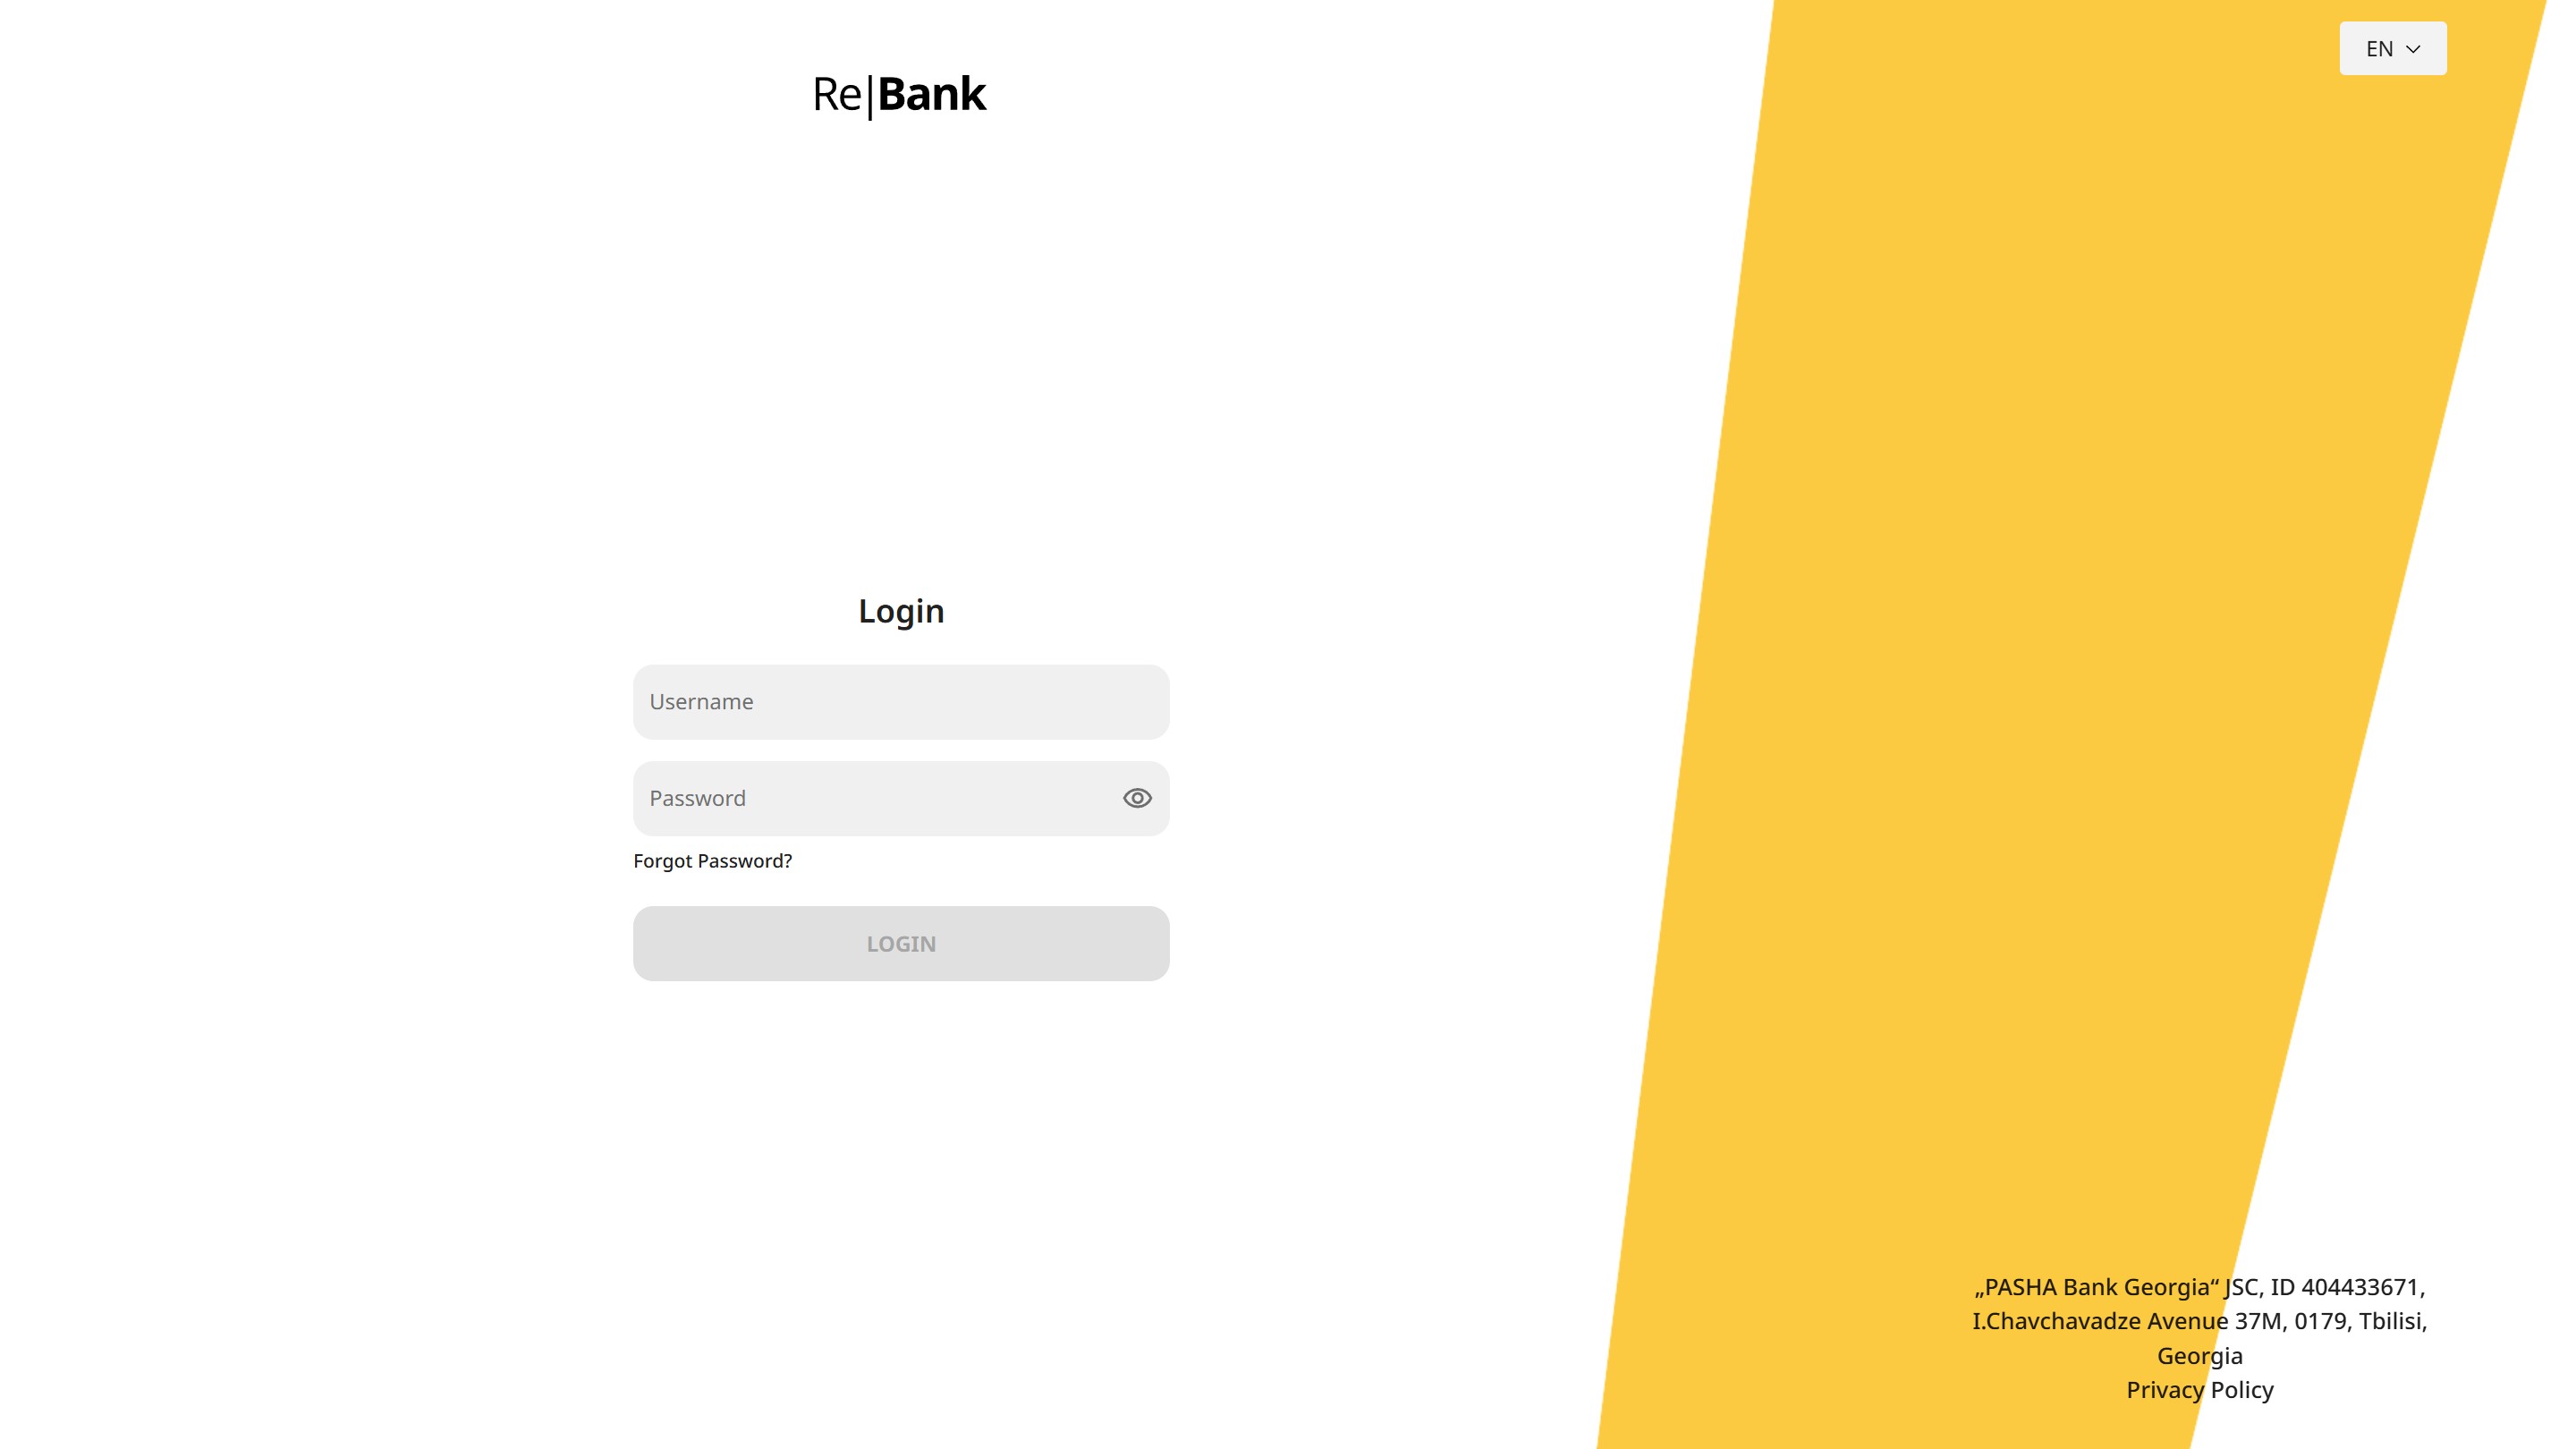 Re|Bank
EN
Login
Username
Password
Forgot Password?
LOGIN
„PASHA Bank Georgia“ JSC, ID 404433671,
I.Chavchavadze Avenue 37M, 0179, Tbilisi,
Georgia
Privacy Policy